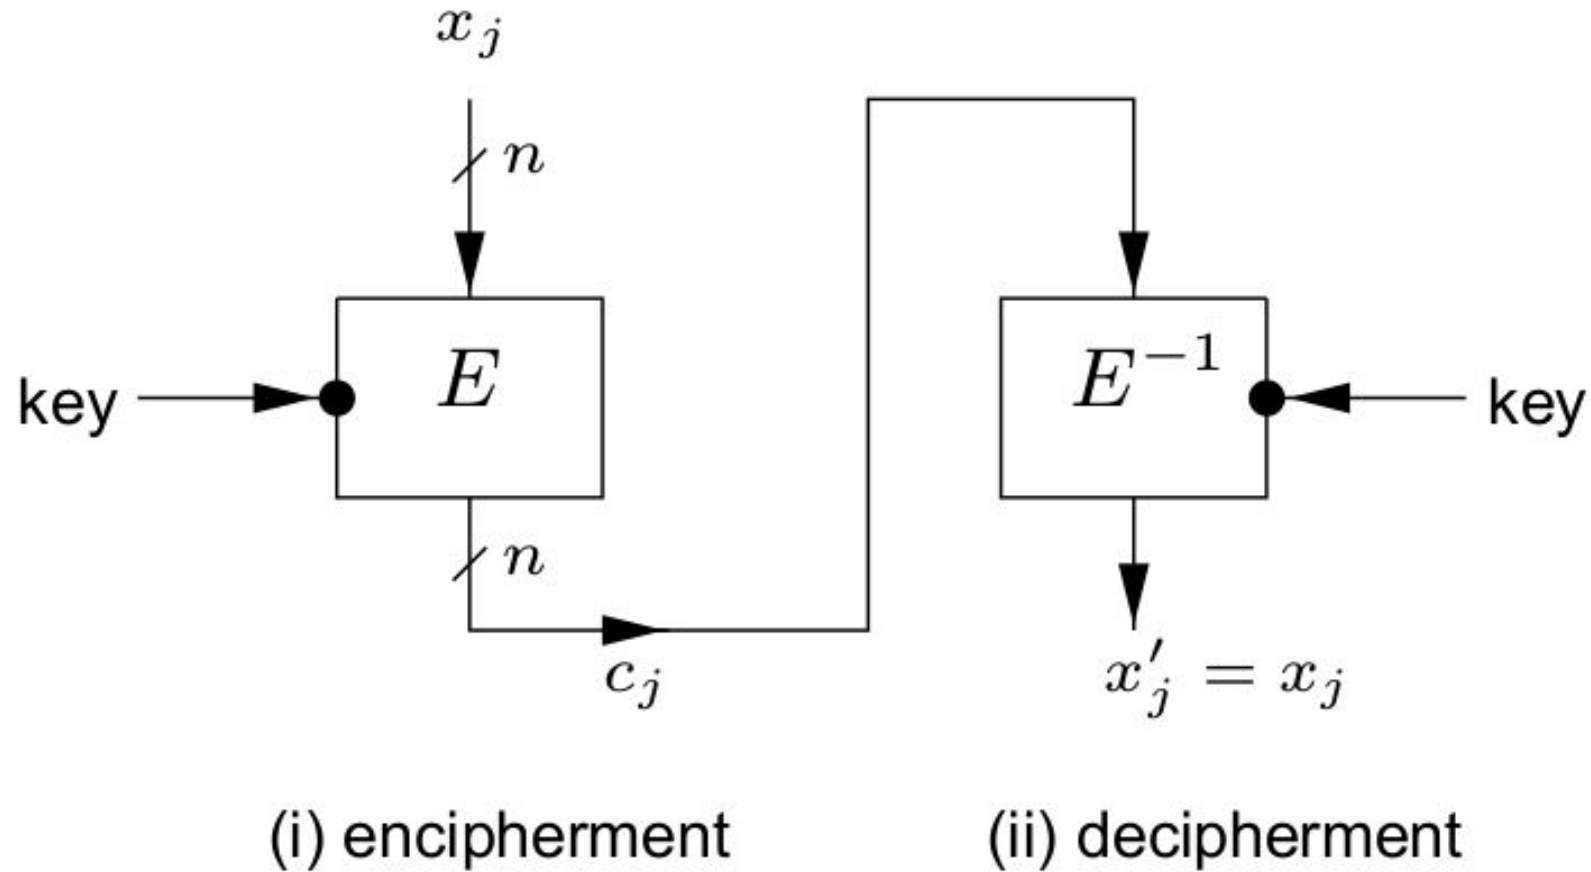 x_j
n
key
E
n
c_j
E^{-1}
key
x'_j = x_j
(i) encipherment
(ii) decipherment